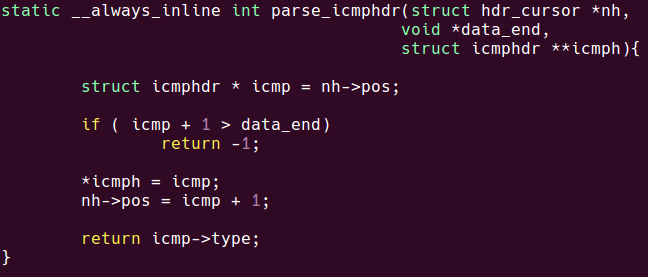 static __always_inline int parse_icmphdr(struct hdr_cursor *nh,
                                        void *data_end,
                                        struct icmphdr **icmph){

        struct icmphdr * icmp = nh->pos;

        if ( icmp + 1 > data_end)
                return -1;

        *icmph = icmp;
        nh->pos = icmp + 1;

        return icmp->type;
}